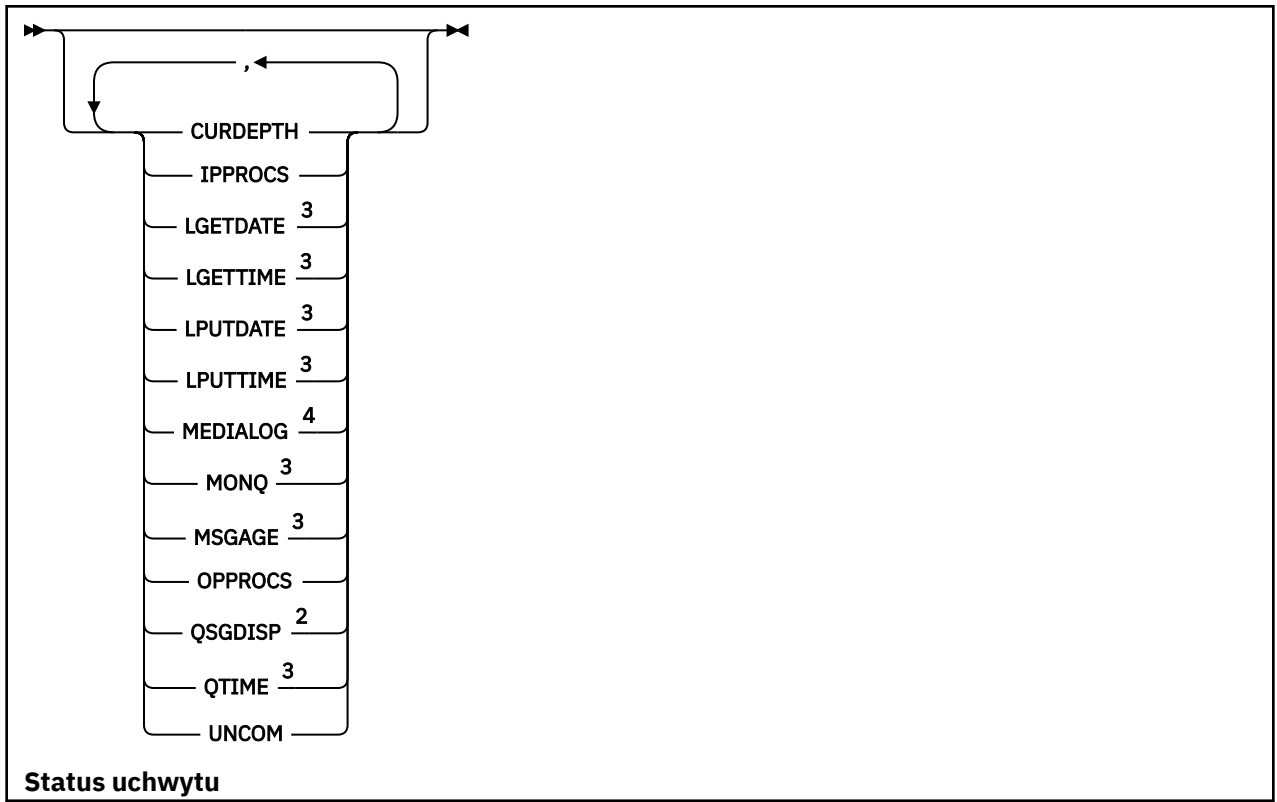 ,
CURDEPTH
IPPROCS
LGETDATE 3
LGETTIME 3
LPUTDATE 3
LPUTTIME 3
MEDIALOG 4
MONQ 3
MSGAGE 3
OPPROCS
QSGDISP 2
QTIME 3
UNCOM
Status uchwytu